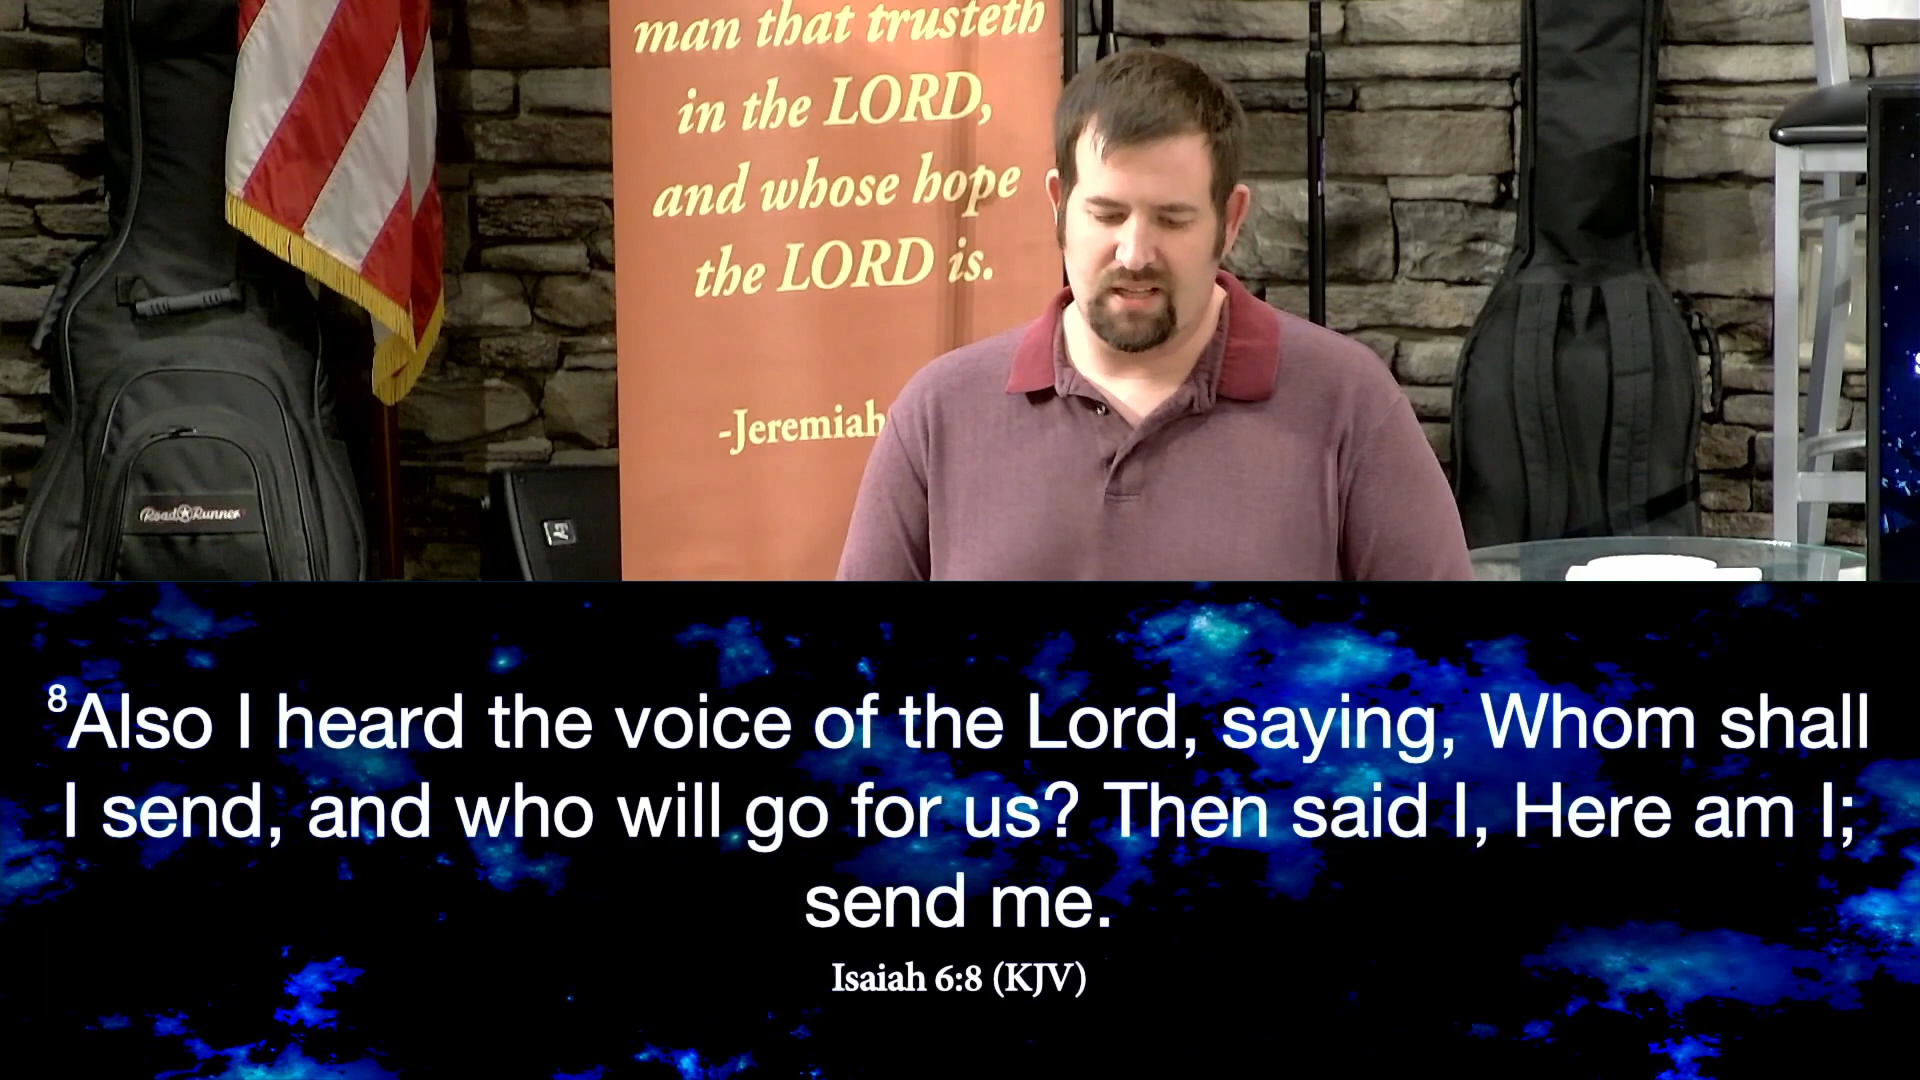 man that trusteth
in the LORD,
and whose hope
the LORD is.
-Jeremiah
Road Runner
EV
⁸Also I heard the voice of the Lord, saying, Whom shall
I send, and who will go for us? Then said I, Here am I;
send me.
Isaiah 6:8 (KJV)